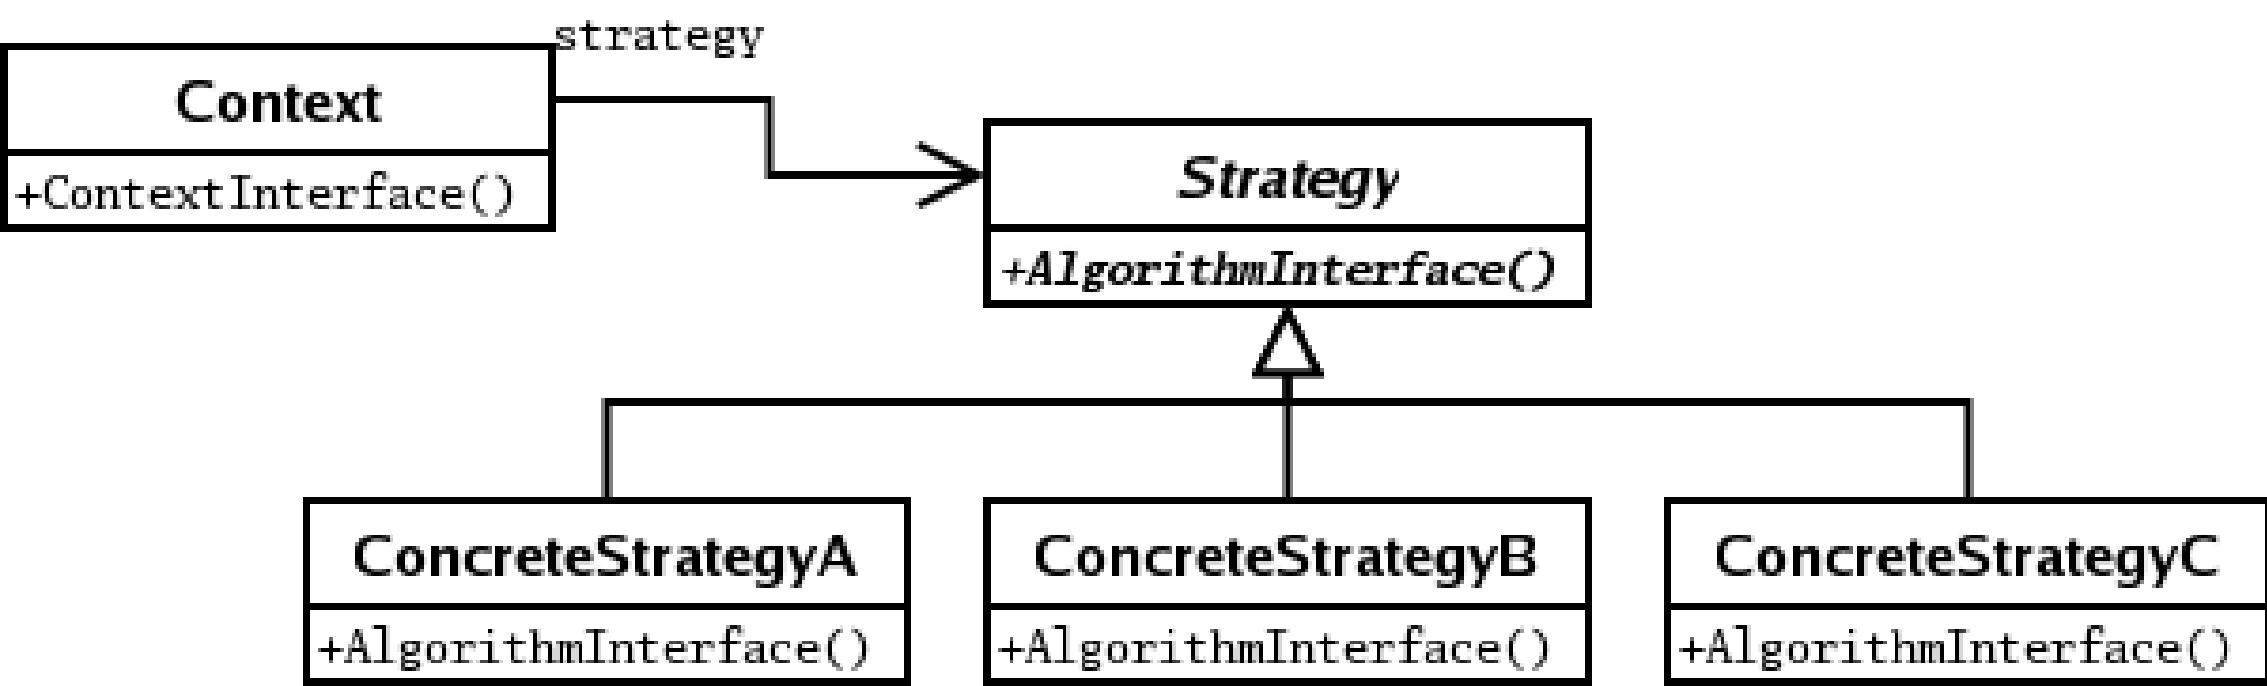 strategy
Context
+ContextInterface()
Strategy
+AlgorithmInterface()
ConcreteStrategyA
+AlgorithmInterface()
ConcreteStrategyB
+AlgorithmInterface()
ConcreteStrategyC
+AlgorithmInterface()